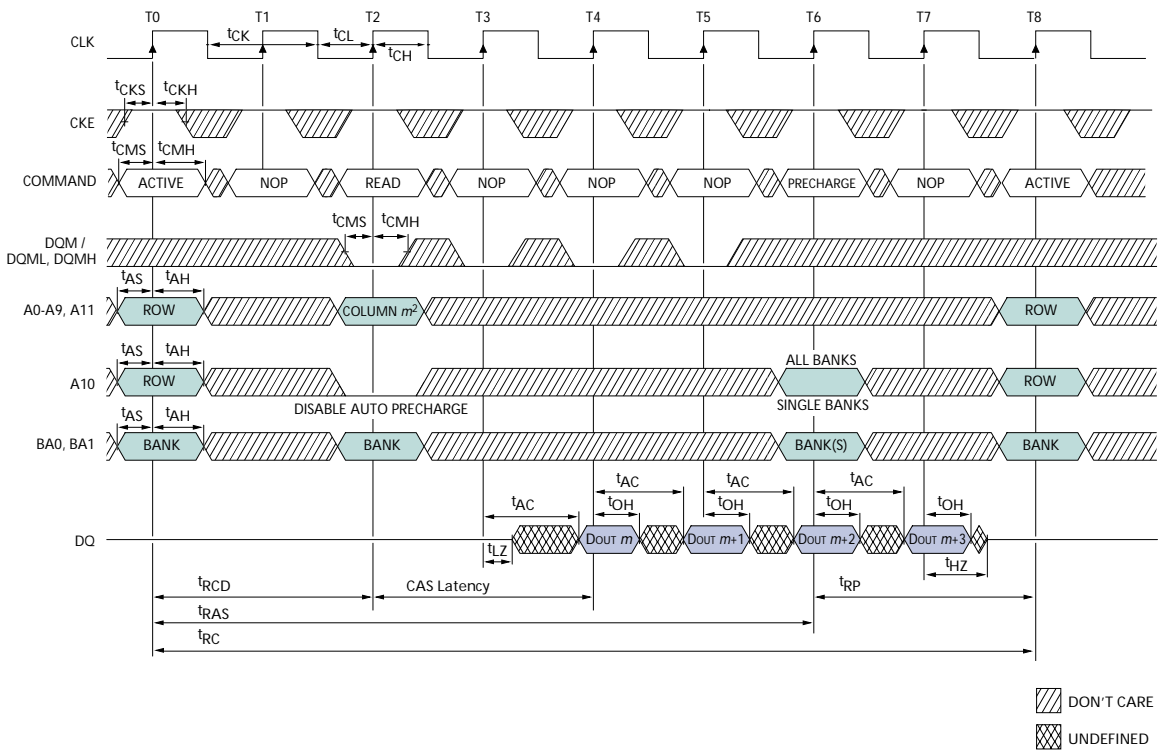 T0 T1 T2 T3 T4 T5 T6 T7 T8
CLK
tCK tCL tCH
tCKS tCKH
CKE
tCMS tCMH
COMMAND ACTIVE NOP READ NOP NOP NOP PRECHARGE NOP ACTIVE
tCMS tCMH
DQM /
DQML, DQMH
tAS tAH
A0-A9, A11 ROW COLUMN m2 ROW
tAS tAH ALL BANKS
A10 ROW ROW
DISABLE AUTO PRECHARGE SINGLE BANKS
tAS tAH
BA0, BA1 BANK BANK BANK(S) BANK
tAC tAC tAC tAC
tOH tOH tOH tOH
DQ DOUT m DOUT m+1 DOUT m+2 DOUT m+3
tLZ tHZ
tRCD CAS Latency tRP
tRAS
tRC
DON'T CARE
UNDEFINED